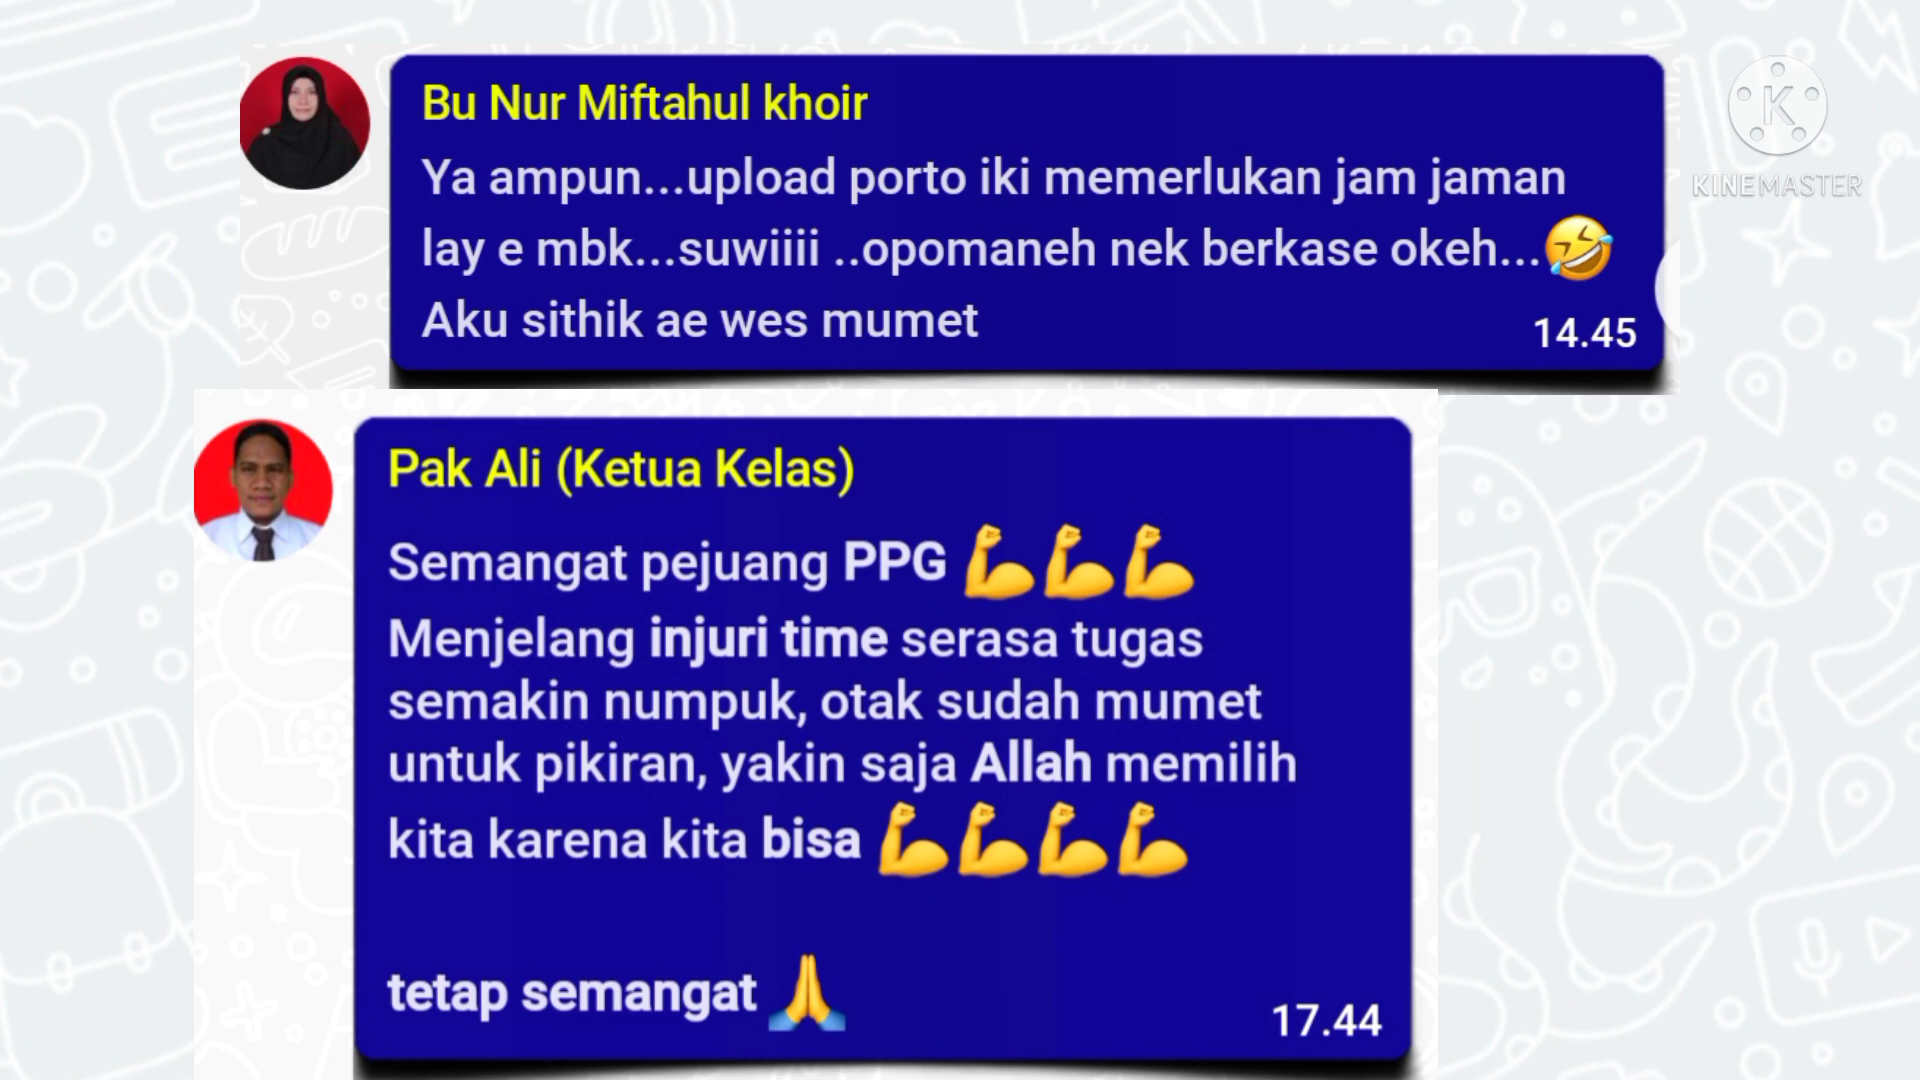 Bu Nur Miftahul khoir
Ya ampun...upload porto iki memerlukan jam jaman
lay e mbk...suwiiii ..opomaneh nek berkase okeh...🤣
Aku sithik ae wes mumet
14.45
K
KINEMASTER
Pak Ali (Ketua Kelas)
Semangat pejuang PPG 💪💪💪
Menjelang injuri time serasa tugas
semakin numpuk, otak sudah mumet
untuk pikiran, yakin saja Allah memilih
kita karena kita bisa 💪💪💪💪
tetap semangat 🙏
17.44